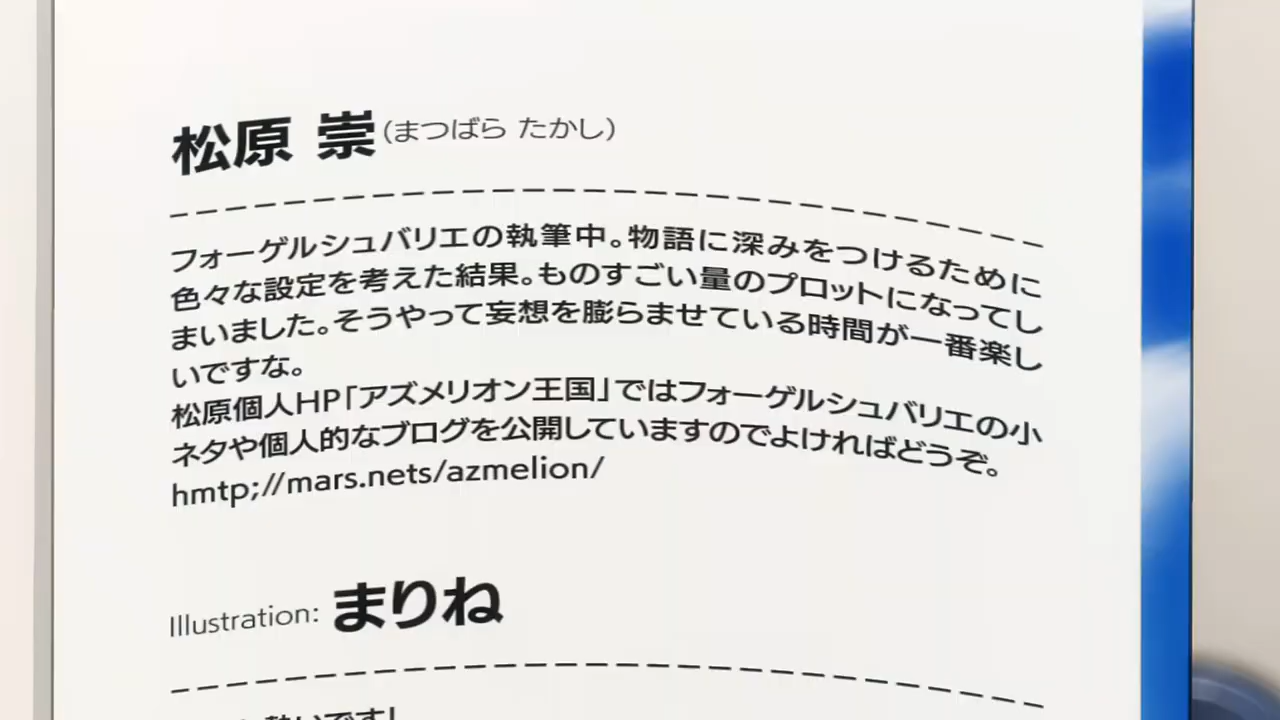 松原 崇(まつばら たかし)
フォーゲルシュバリエの執筆中。物語に深みをつけるために
色々な設定を考えた結果。ものすごい量のプロットになってし
まいました。そうやって妄想を膨らませている時間が一番楽し
いですな。
松原個人HP「アズメリオン王国」ではフォーゲルシュバリエの小
ネタや個人的なブログを公開していますのでよければどうぞ。
hmtp;//mars.nets/azmelion/
Illustration: まりね
いです!